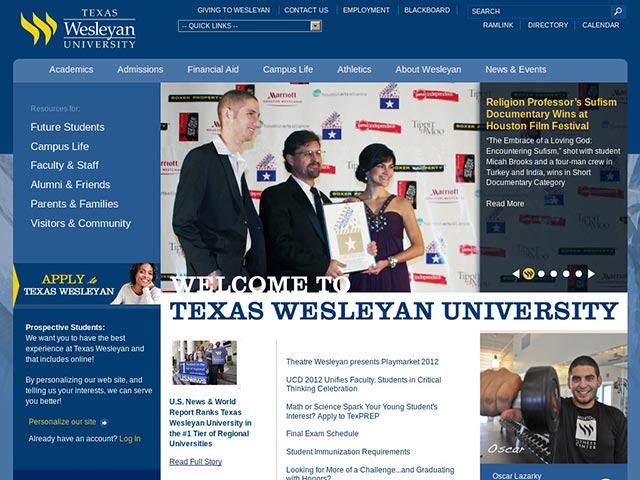 TEXAS
Wesleyan
UNIVERSITY
GIVING TO WESLEYAN CONTACT US EMPLOYMENT BLACKBOARD
-- QUICK LINKS --
SEARCH
RAMLINK DIRECTORY CALENDAR
Academics Admissions Financial Aid Campus Life Athletics About Wesleyan News & Events
Resources for:
Future Students
Campus Life
Faculty & Staff
Alumni & Friends
Parents & Families
Visitors & Community
APPLY to
TEXAS WESLEYAN
Prospective Students:
We want you to have the best
experience at Texas Wesleyan and
that includes online!
By personalizing our web site, and
telling us your interests, we can serve
you better!
Personalize our site
Already have an account? Log In
Marriott
BOXER PROPERTY
houstonartsalliance
independent
Tippi
Moo
Religion Professor's Sufism
Documentary Wins at
Houston Film Festival
"The Embrace of a Loving God:
Encountering Sufism," shot with student
Micah Brooks and a four-man crew in
Turkey and India, wins in Short
Documentary Category
Read More
WELCOME TO
TEXAS WESLEYAN UNIVERSITY
U.S. News & World
Report Ranks Texas
Wesleyan University in
the #1 Tier of Regional
Universities
Read Full Story
Theatre Wesleyan presents Playmarket 2012
UCD 2012 Unifies Faculty, Students in Critical
Thinking Celebration
Math or Science Spark Your Young Student's
Interest? Apply to TexPREP
Final Exam Schedule
Student Immunization Requirements
Looking for More of a Challenge...and Graduating
with Honors?
Oscar
Oscar Lazarky